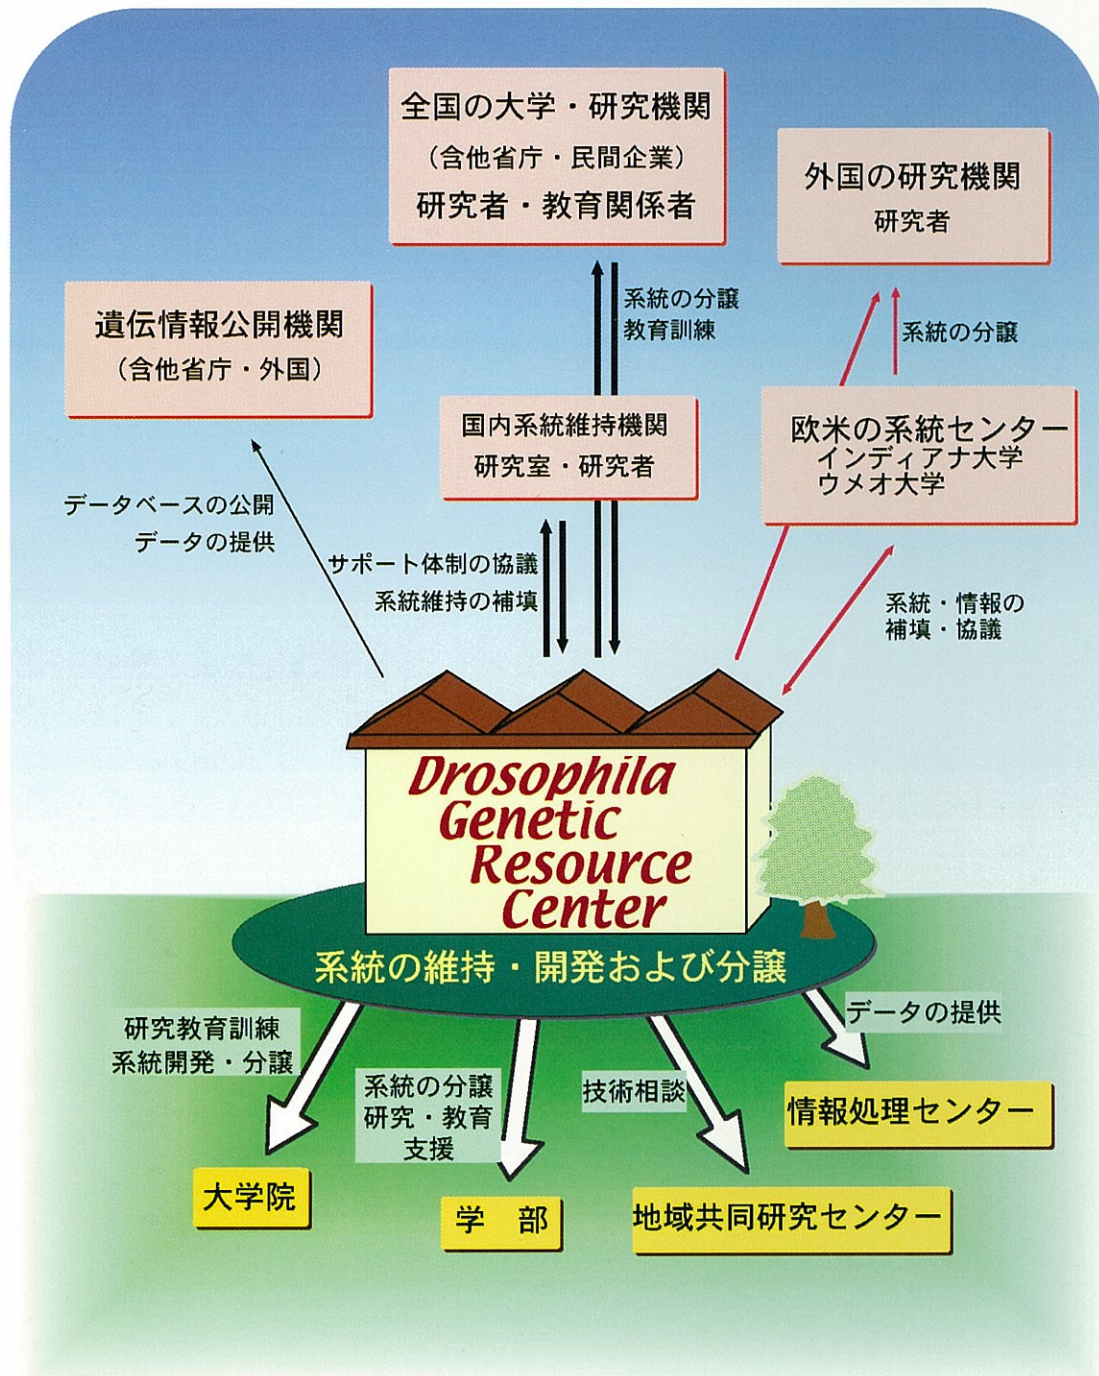 全国の大学・研究機関
（含他省庁・民間企業）
研究者・教育関係者
外国の研究機関
研究者
遺伝情報公開機関
（含他省庁・外国）
系統の分譲
教育訓練
系統の分譲
国内系統維持機関
研究室・研究者
欧米の系統センター
インディアナ大学
ウメオ大学
データベースの公開
データの提供
サポート体制の協議
系統維持の補填
系統・情報の
補填・協議
Drosophila
Genetic
Resource
Center
系統の維持・開発および分譲
研究教育訓練
系統開発・分譲
系統の分譲
研究・教育
支援
技術相談
データの提供
大学院
学　部
地域共同研究センター
情報処理センター